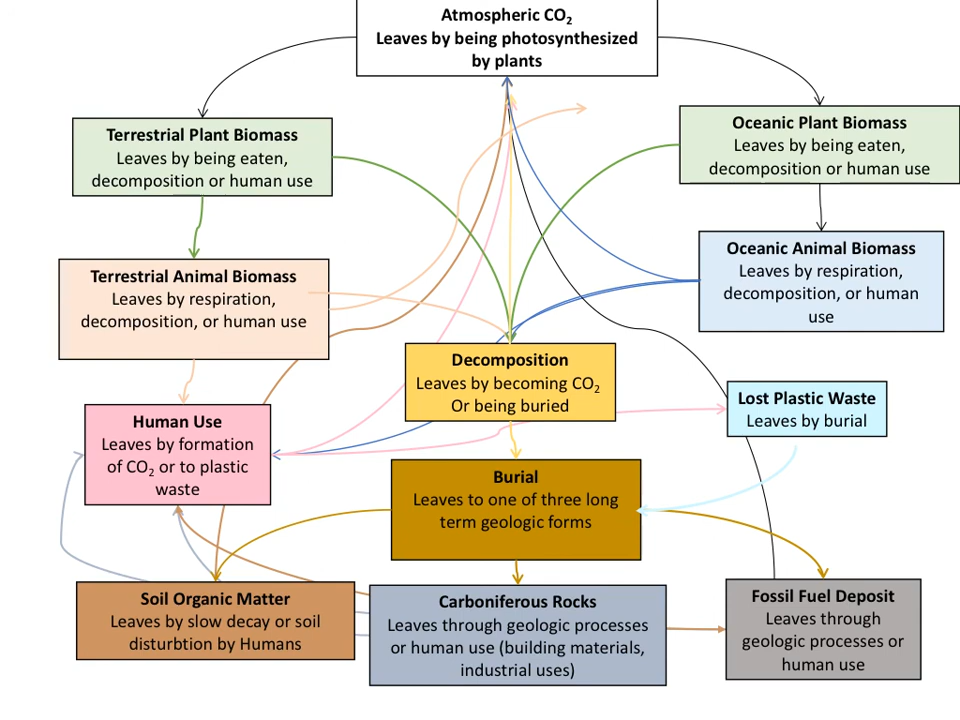 Atmospheric CO₂
Leaves by being photosynthesized
by plants
Terrestrial Plant Biomass
Leaves by being eaten,
decomposition or human use
Oceanic Plant Biomass
Leaves by being eaten,
decomposition or human use
Terrestrial Animal Biomass
Leaves by respiration,
decomposition, or human use
Oceanic Animal Biomass
Leaves by respiration,
decomposition, or human
use
Decomposition
Leaves by becoming CO₂
Or being buried
Lost Plastic Waste
Leaves by burial
Human Use
Leaves by formation
of CO₂ or to plastic
waste
Burial
Leaves to one of three long
term geologic forms
Soil Organic Matter
Leaves by slow decay or soil
disturbtion by Humans
Carboniferous Rocks
Leaves through geologic processes
or human use (building materials,
industrial uses)
Fossil Fuel Deposit
Leaves through
geologic processes or
human use